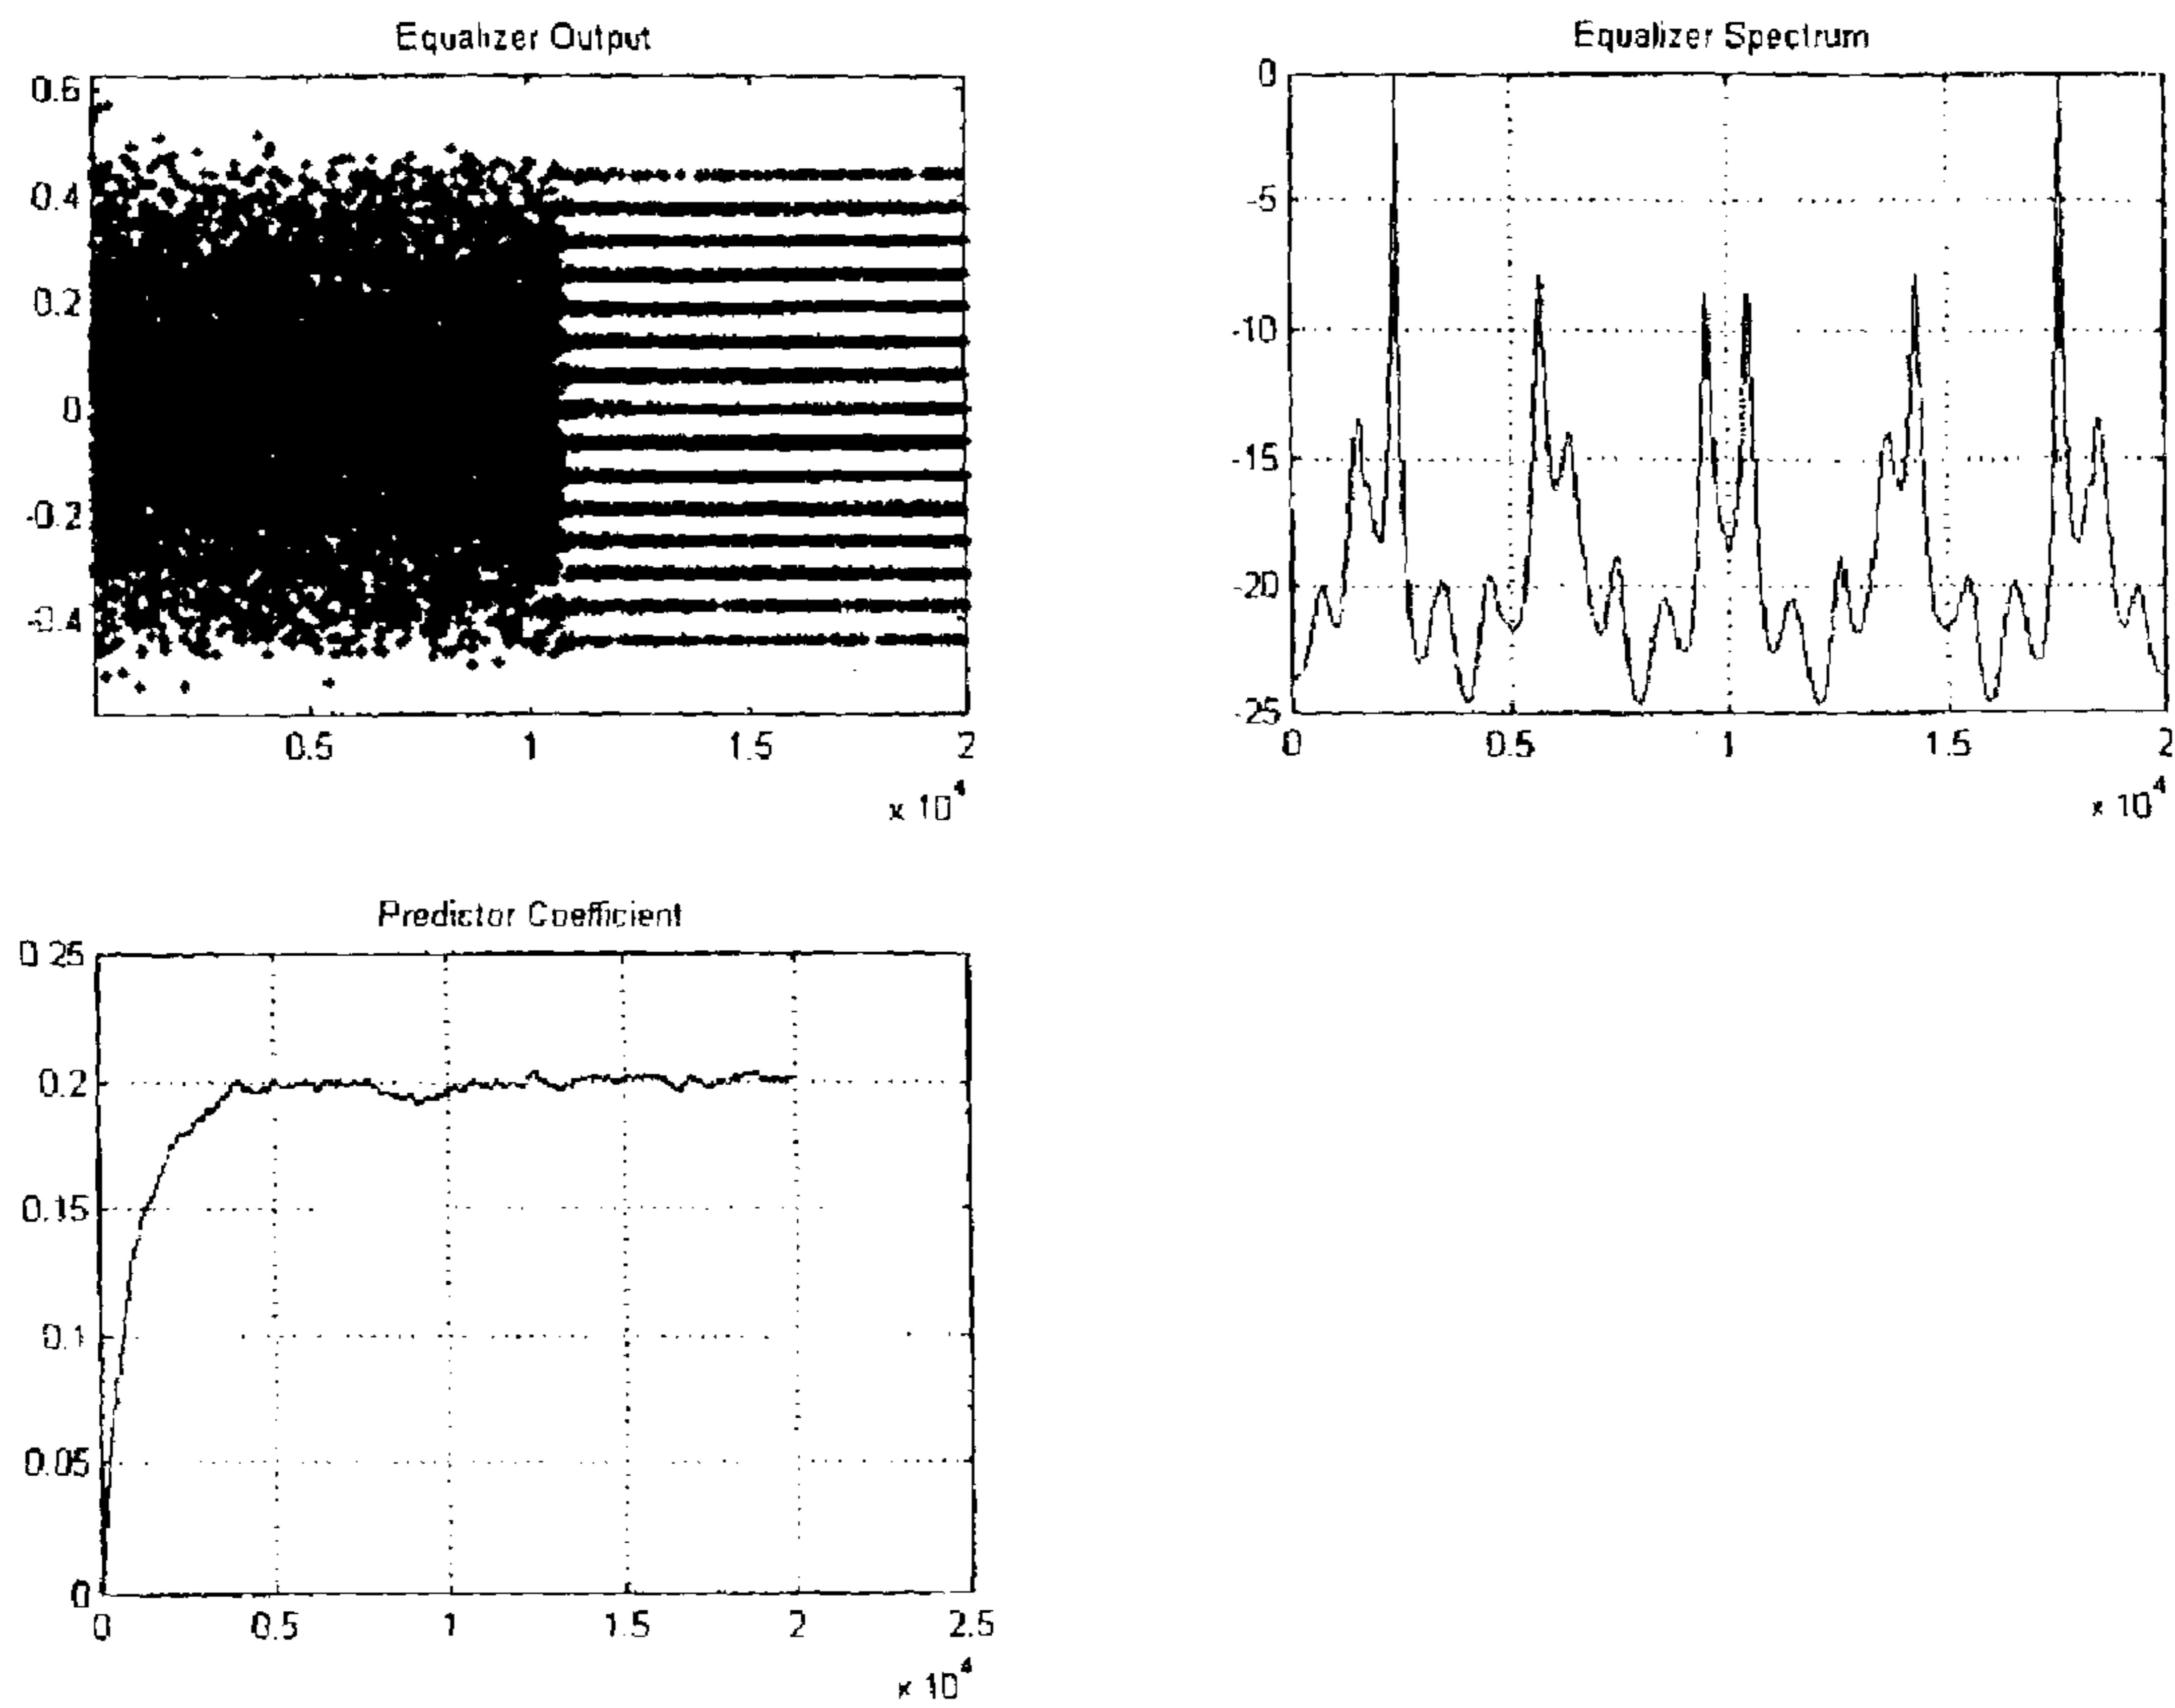 Equalizer Output
0.6
0.4
0.2
0
-0.2
-0.4
0.5 1 1.5 2
x 10^4
Equalizer Spectrum
0
-5
-10
-15
-20
-25
0 0.5 1 1.5 2
x 10^4
Predictor Coefficient
0.25
0.2
0.15
0.1
0.05
0
0 0.5 1 1.5 2 2.5
x 10^4